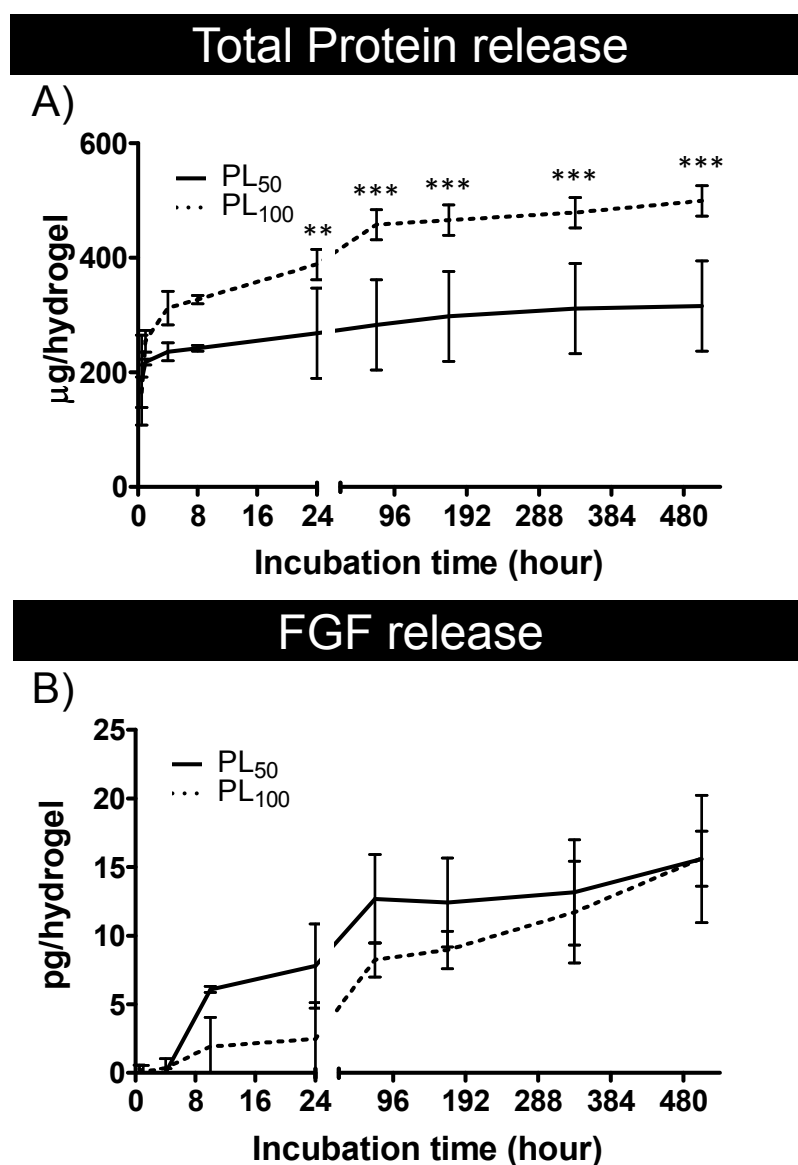 Total Protein release
A)
600
400
200
0
μg/hydrogel
PL50
PL100
**
***
***
***
***
0 8 16 24 96 192 288 384 480
Incubation time (hour)
FGF release
B)
25
20
15
10
5
0
pg/hydrogel
PL50
PL100
0 8 16 24 96 192 288 384 480
Incubation time (hour)